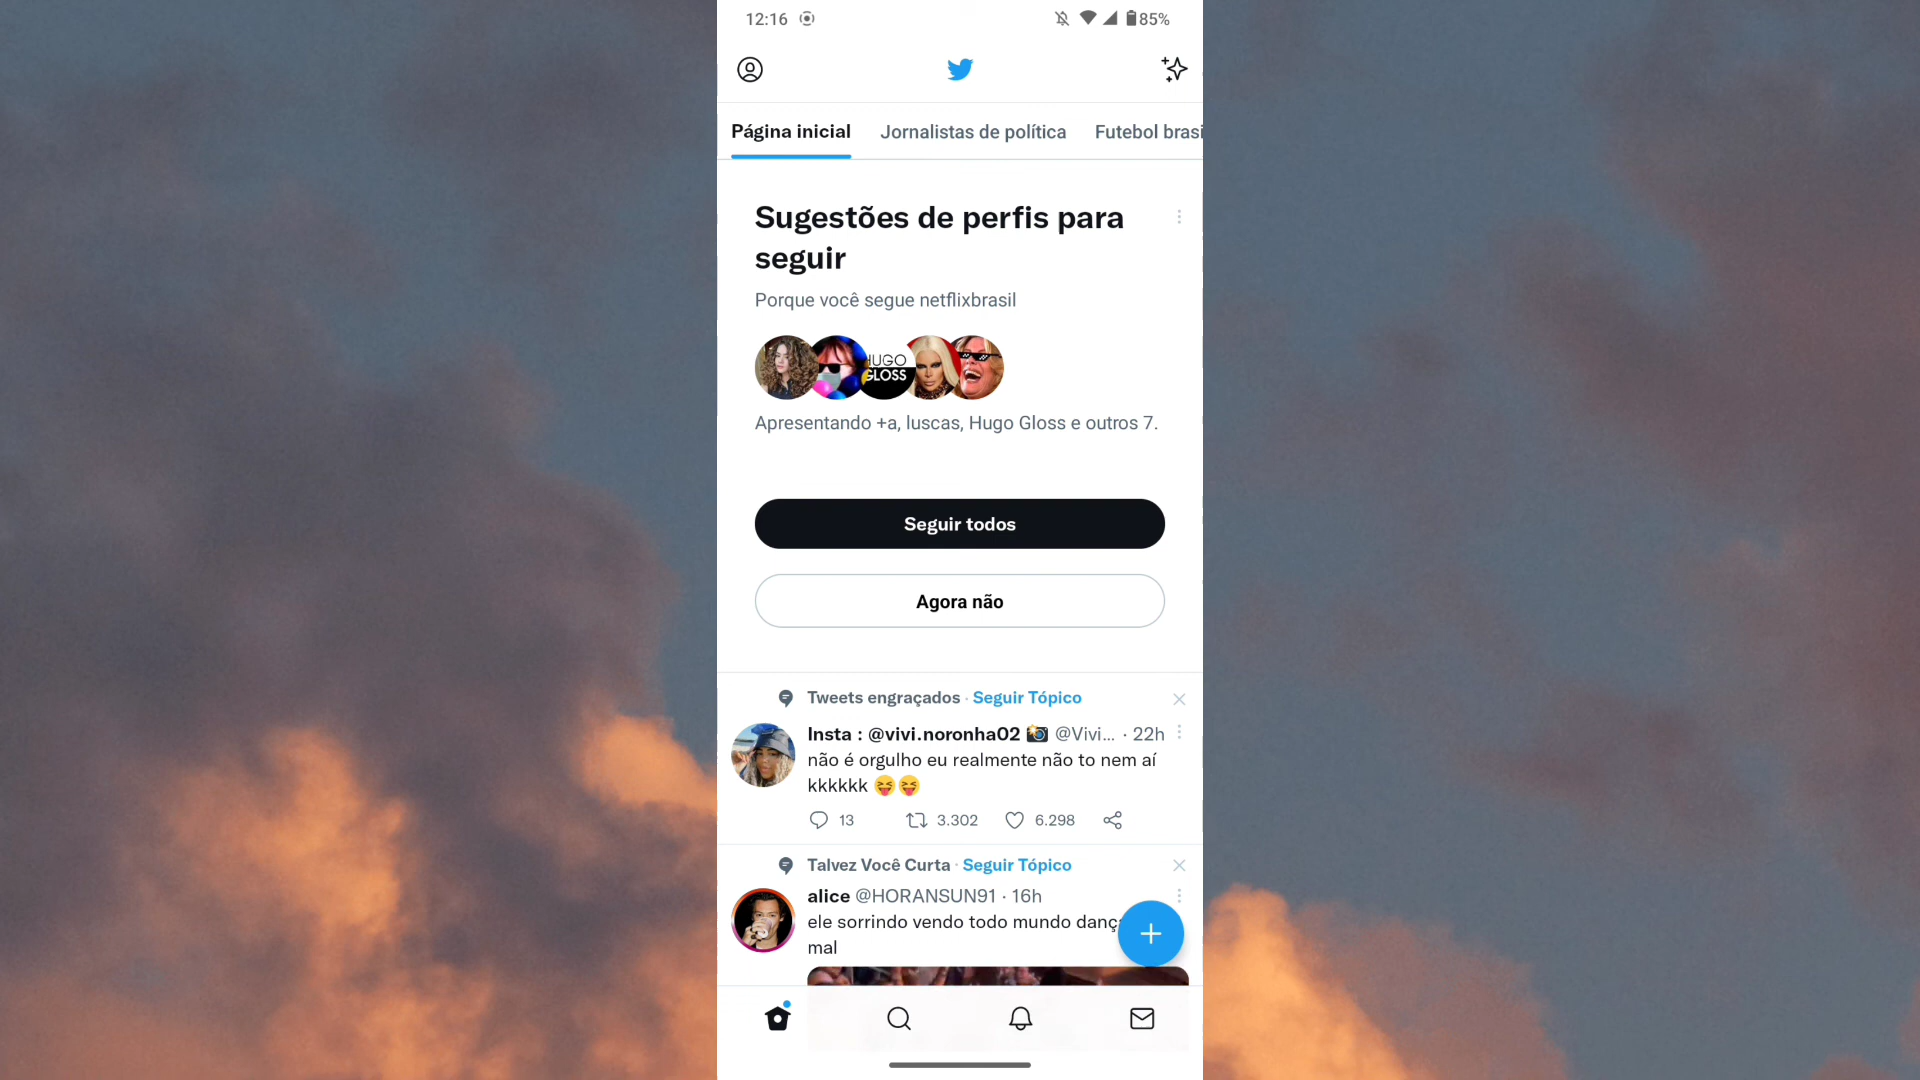 12:16
85%
Página inicial Jornalistas de política Futebol brasi
Sugestões de perfis para
seguir
Porque você segue netflixbrasil
HUGO
GLOSS
Apresentando +a, luscas, Hugo Gloss e outros 7.
Seguir todos
Agora não
Tweets engraçados · Seguir Tópico
Insta : @vivi.noronha02 📸 @Vivi... · 22h
não é orgulho eu realmente não to nem aí
kkkkkk 😝😝
13 3.302 6.298
Talvez Você Curta · Seguir Tópico
alice @HORANSUN91 · 16h
ele sorrindo vendo todo mundo danç
mal